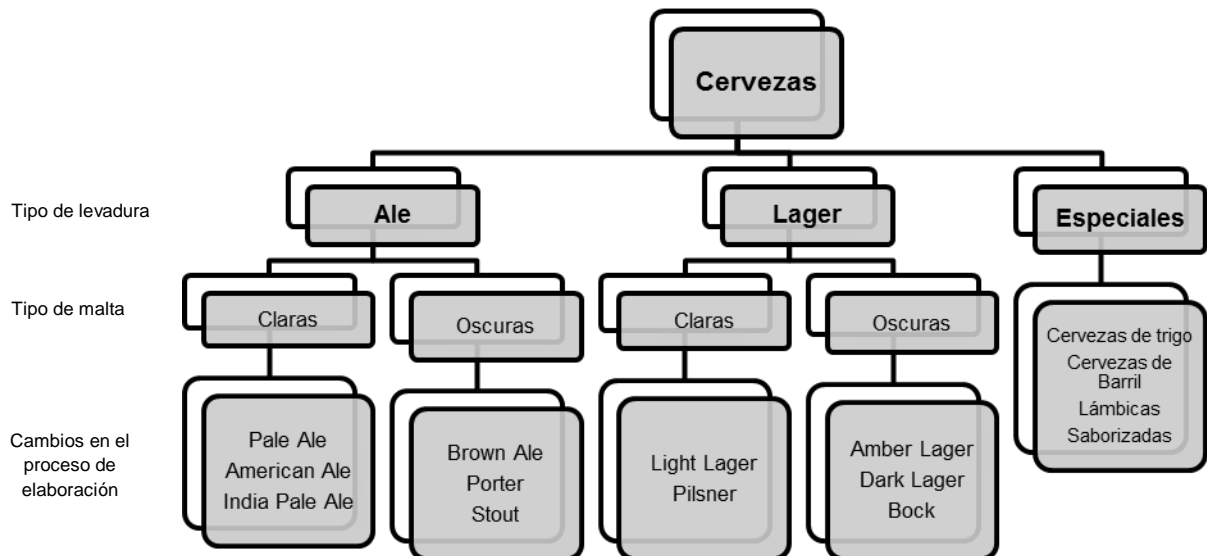 Cervezas
Tipo de levadura
Ale
Lager
Especiales
Tipo de malta
Claras
Oscuras
Claras
Oscuras
Cambios en el
proceso de
elaboración
Pale Ale
American Ale
India Pale Ale
Brown Ale
Porter
Stout
Light Lager
Pilsner
Amber Lager
Dark Lager
Bock
Cervezas de trigo
Cervezas de
Barril
Lámbicas
Saborizadas